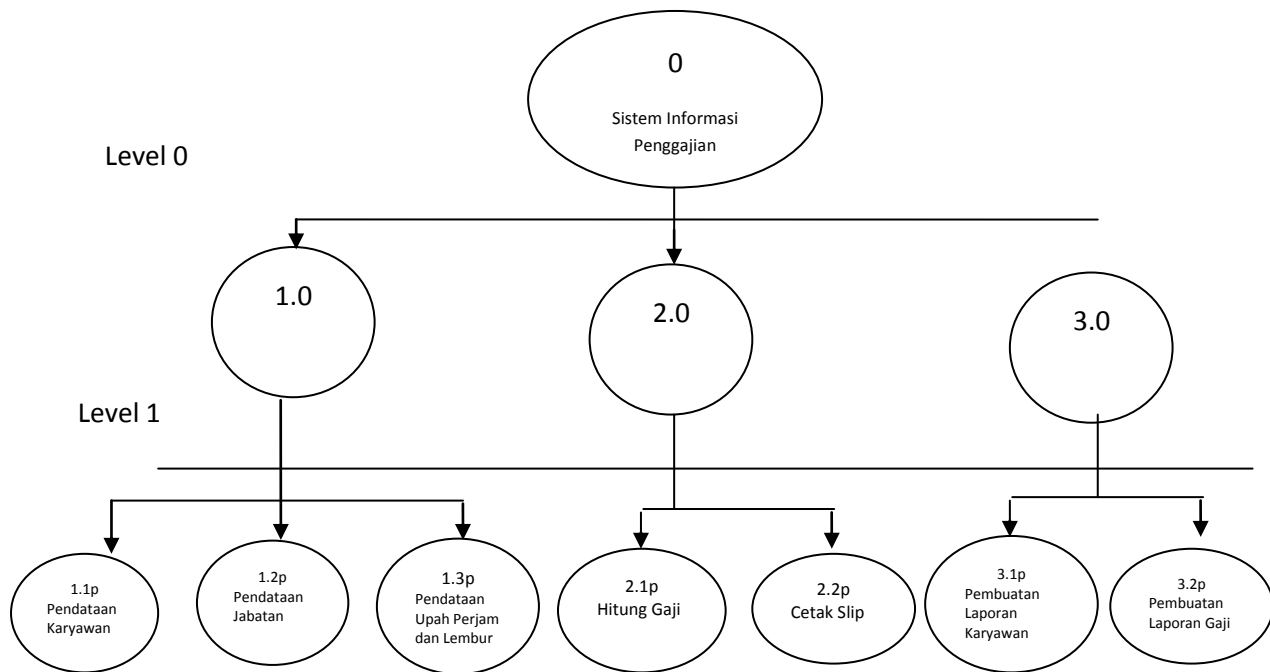 0
Sistem Informasi
Penggajian
Level 0
1.0
2.0
3.0
Level 1
1.1p
Pendataan
Karyawan
1.2p
Pendataan
Jabatan
1.3p
Pendataan
Upah Perjam
dan Lembur
2.1p
Hitung Gaji
2.2p
Cetak Slip
3.1p
Pembuatan
Laporan
Karyawan
3.2p
Pembuatan
Laporan Gaji